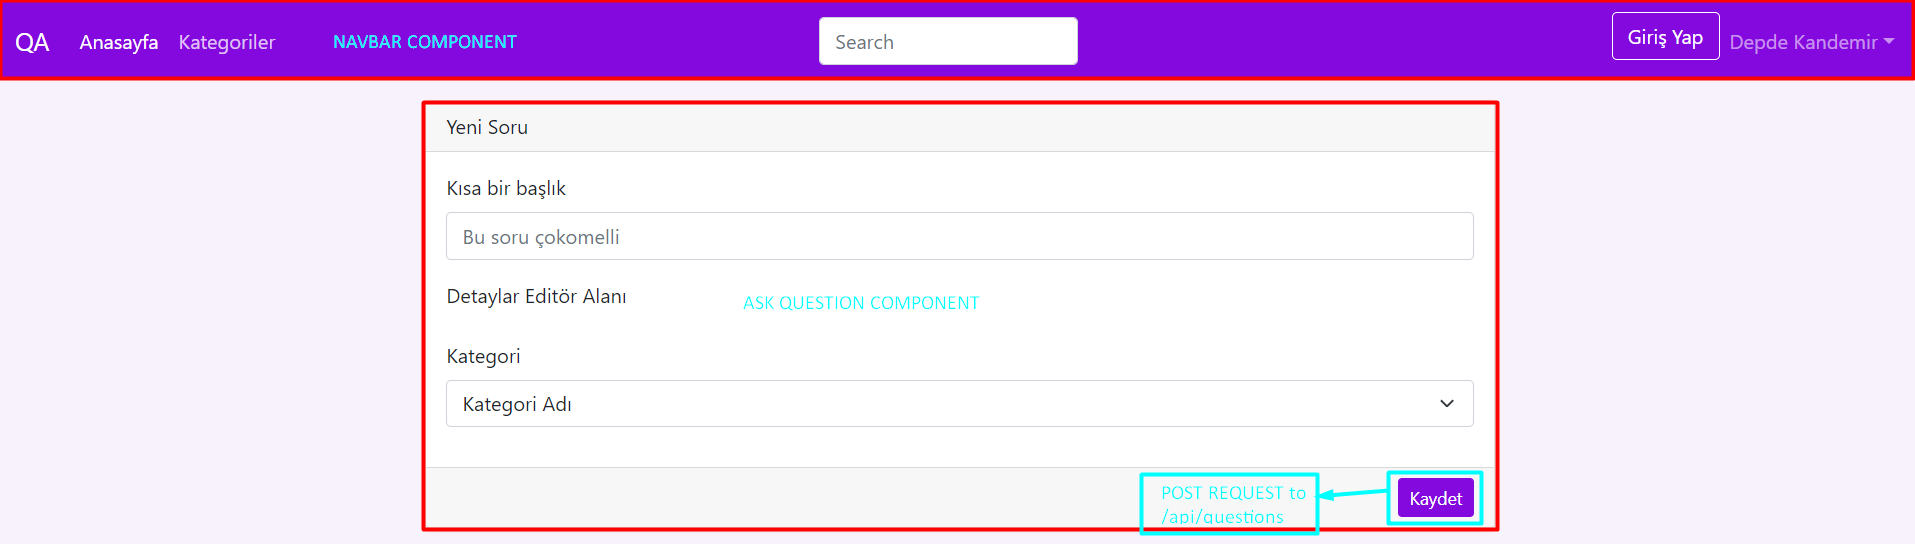 QA Anasayfa Kategoriler NAVBAR COMPONENT Search Giriş Yap Depde Kandemir
Yeni Soru
Kısa bir başlık
Bu soru çokomelli
Detaylar Editör Alanı
ASK QUESTION COMPONENT
Kategori
Kategori Adı
POST REQUEST to
/api/questions
Kaydet